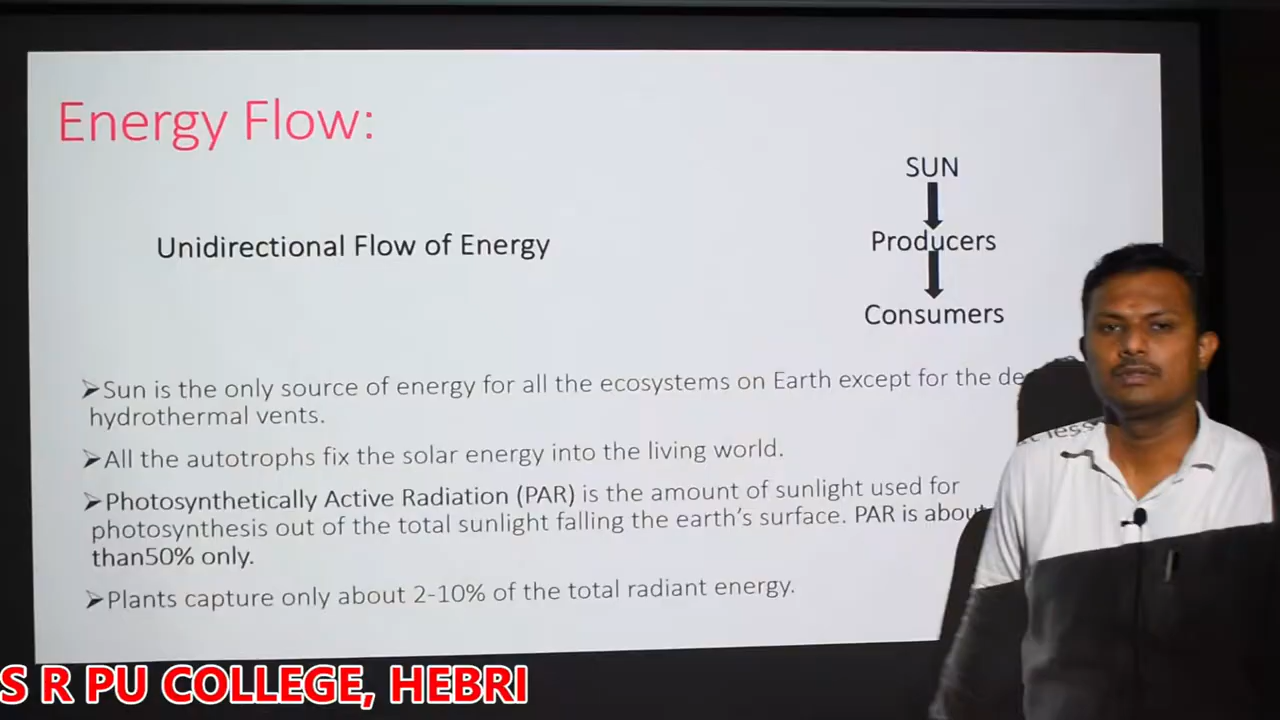 Energy Flow:
SUN
Producers
Unidirectional Flow of Energy
Consumers
➢Sun is the only source of energy for all the ecosystems on Earth except for the
hydrothermal vents.
➢All the autotrophs fix the solar energy into the living world.
➢Photosynthetically Active Radiation (PAR) is the amount of sunlight used for
photosynthesis out of the total sunlight falling the earth's surface. PAR is about
than50% only.
➢Plants capture only about 2-10% of the total radiant energy.
S R PU COLLEGE, HEBRI